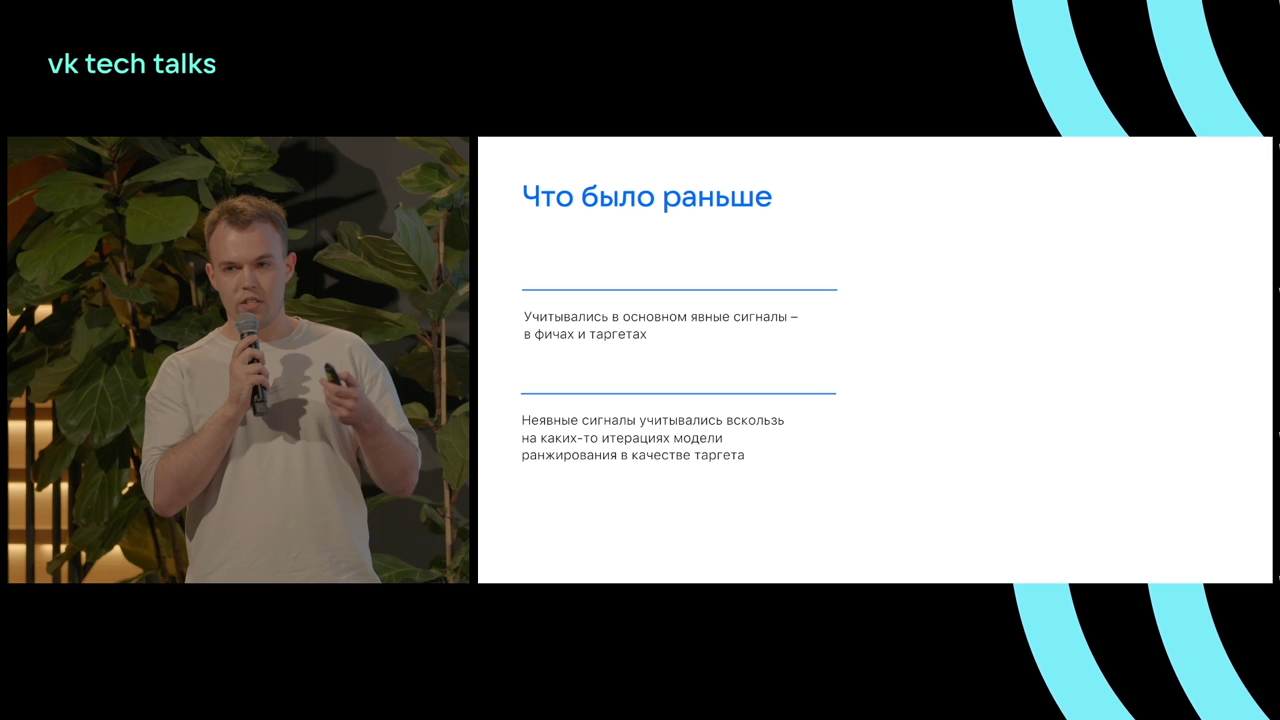 vk tech talks
Что было раньше
Учитывались в основном явные сигналы –
в фичах и таргетах
Неявные сигналы учитывались вскользь
на каких-то итерациях модели
ранжирования в качестве таргета